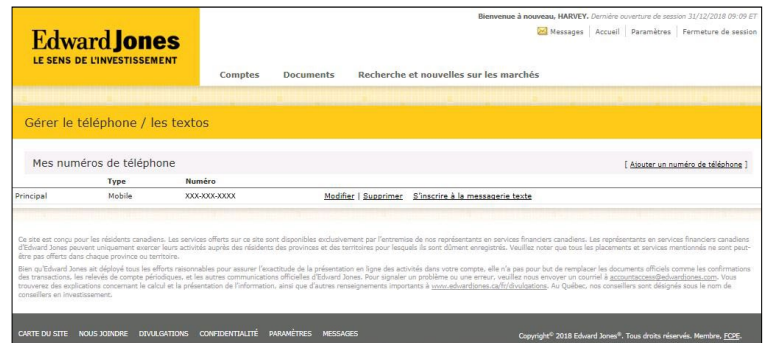 Bienvenue à nouveau, HARVEY. Dernière ouverture de session 31/12/2018 09:09 ET
Messages | Accueil | Paramètres | Fermeture de session
Edward Jones
LE SENS DE L'INVESTISSEMENT
Comptes Documents Recherche et nouvelles sur les marchés
Gérer le téléphone / les textos
Mes numéros de téléphone [ Ajouter un numéro de téléphone ]
Type Numéro
Principal Mobile XXX-XXX-XXXX Modifier | Supprimer S'inscrire à la messagerie texte
Ce site est conçu pour les résidents canadiens. Les services offerts sur ce site sont disponibles exclusivement par l'entremise de nos représentants en services financiers canadiens. Les représentants en services financiers canadiens
d'Edward Jones peuvent uniquement exercer leurs activités auprès des résidents des provinces et des territoires pour lesquels ils sont dûment enregistrés. Veuillez noter que tous les placements et services mentionnés ne sont peut-
être pas offerts dans chaque province ou territoire.
Bien qu'Edward Jones ait déployé tous les efforts raisonnables pour assurer l'exactitude de la présentation en ligne des activités dans votre compte, elle n'a pas pour but de remplacer les documents officiels comme les confirmations
des transactions, les relevés de compte périodiques, et les autres communications officielles d'Edward Jones. Pour signaler un problème ou une erreur, veuillez nous envoyer un courriel à accountaccess@edwardjones.com. Vous
trouverez des explications concernant le calcul et la présentation de l'information, ainsi que d'autres renseignements importants à www.edwardjones.ca/fr/divulgations. Au Québec, nos conseillers sont désignés sous le nom de
conseillers en investissement.
CARTE DU SITE NOUS JOINDRE DIVULGATIONS CONFIDENTIALITÉ PARAMÈTRES MESSAGES
Copyright© 2018 Edward Jones®. Tous droits réservés. Membre, FCPE.